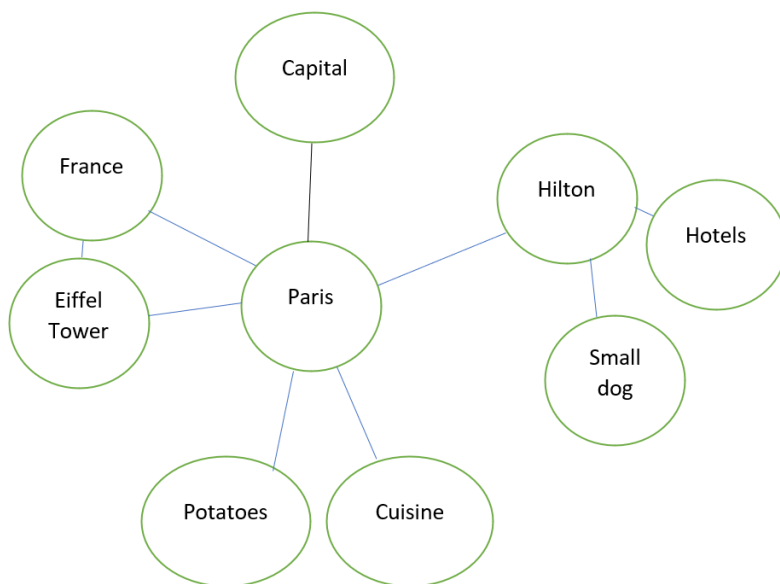 Capital
France
Hilton
Hotels
Eiffel
Tower
Paris
Small
dog
Potatoes
Cuisine